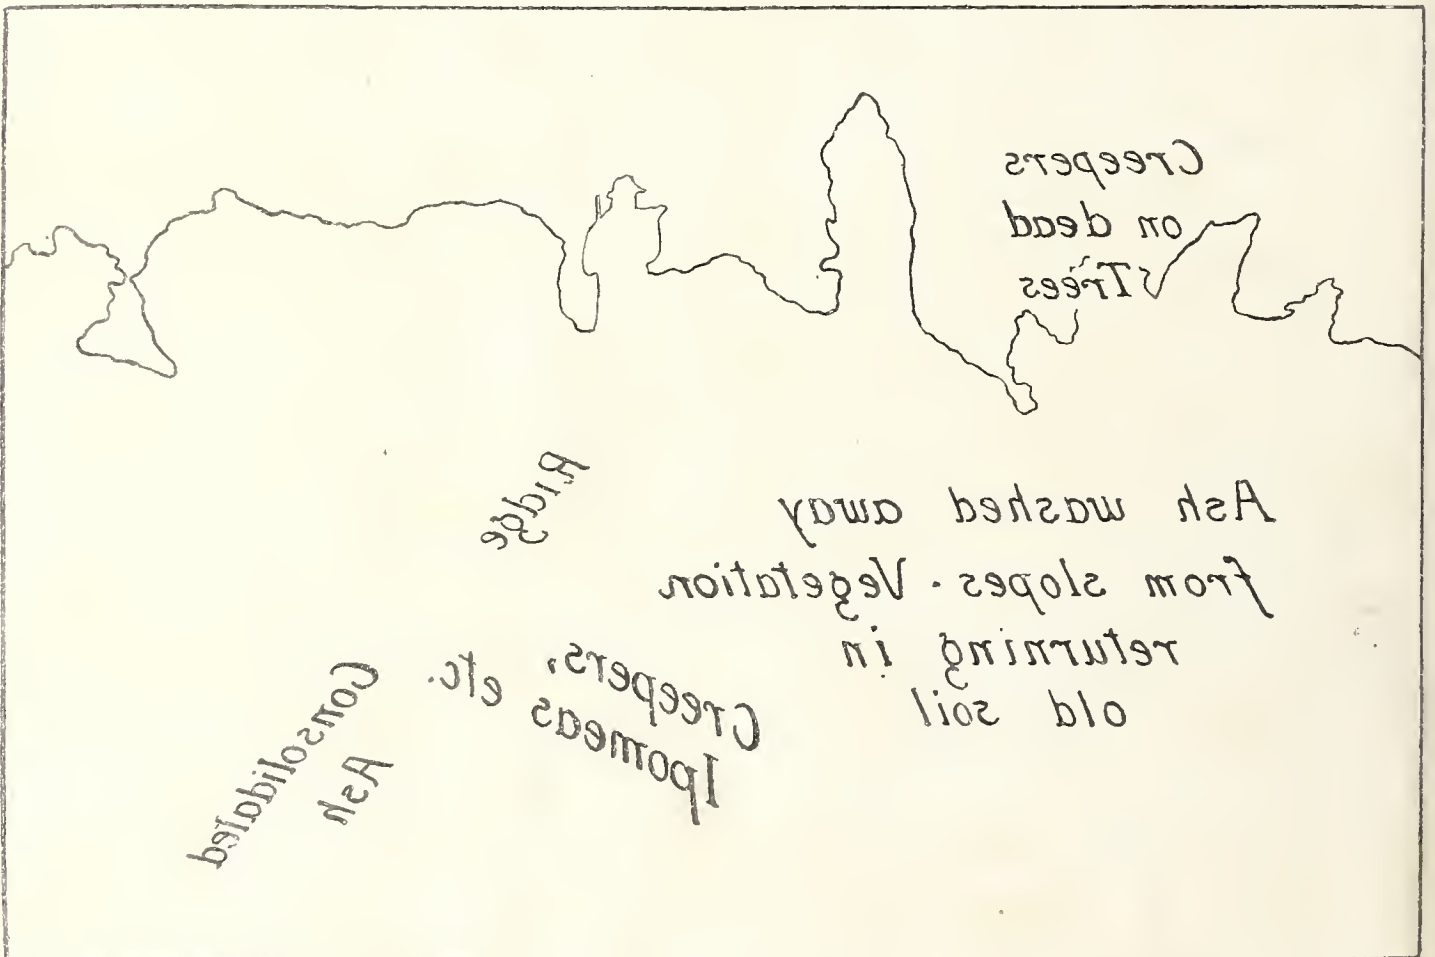 Creepers
on dead
Trees
Ash washed away
from slopes. Vegetation
returning in
old soil
Ridge
Creepers,
Ipomeas etc.
Consolidated
Ash